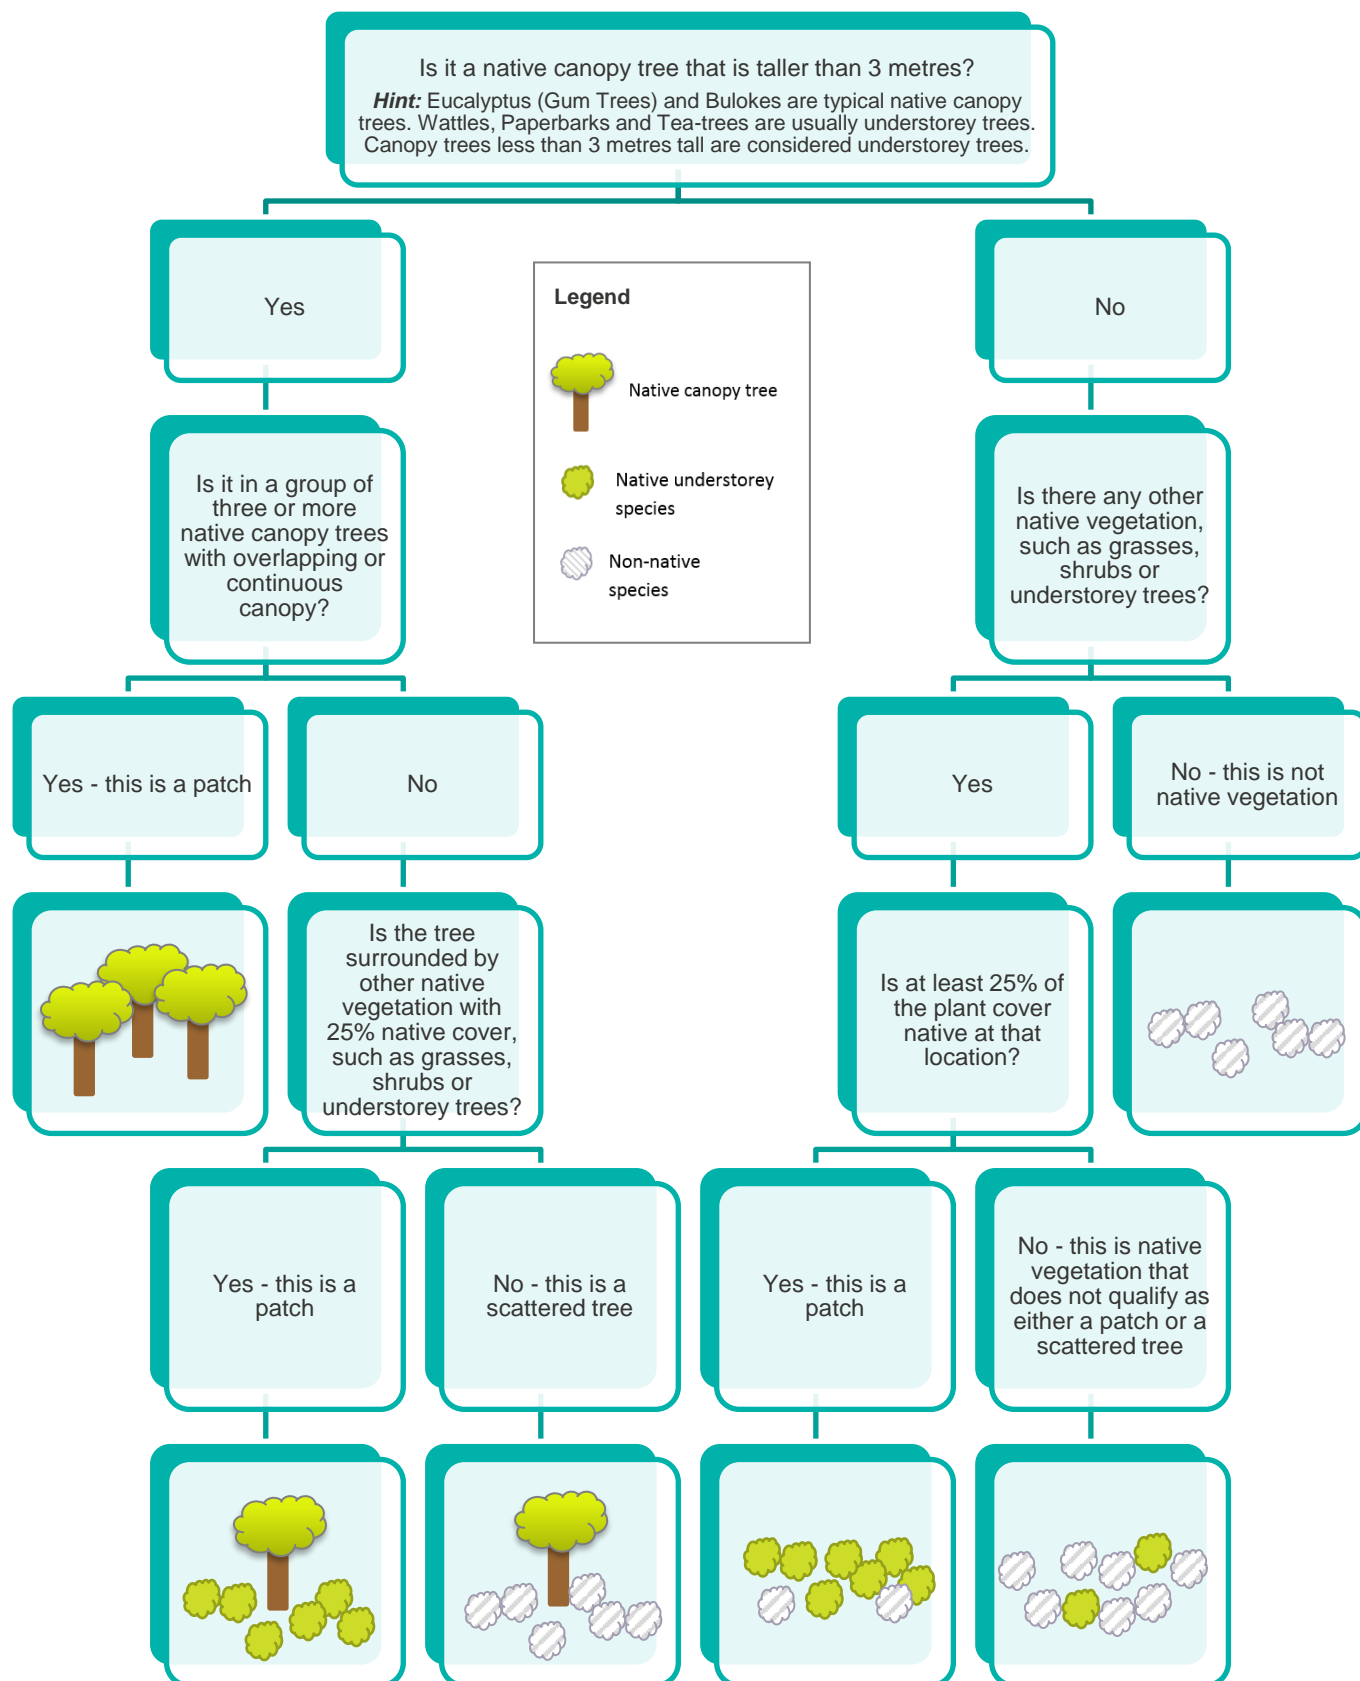 Is it a native canopy tree that is taller than 3 metres?
Hint: Eucalyptus (Gum Trees) and Bulokes are typical native canopy
trees. Wattles, Paperbarks and Tea-trees are usually understorey trees.
Canopy trees less than 3 metres tall are considered understorey trees.
Yes
No
Legend
Native canopy tree
Native understorey
species
Non-native
species
Is it in a group of
three or more
native canopy trees
with overlapping or
continuous
canopy?
Is there any other
native vegetation,
such as grasses,
shrubs or
understorey trees?
Yes - this is a patch
No
Yes
No - this is not
native vegetation
Is the tree
surrounded by
other native
vegetation with
25% native cover,
such as grasses,
shrubs or
understorey trees?
Is at least 25% of
the plant cover
native at that
location?
Yes - this is a
patch
No - this is a
scattered tree
Yes - this is a
patch
No - this is native
vegetation that
does not qualify as
either a patch or a
scattered tree